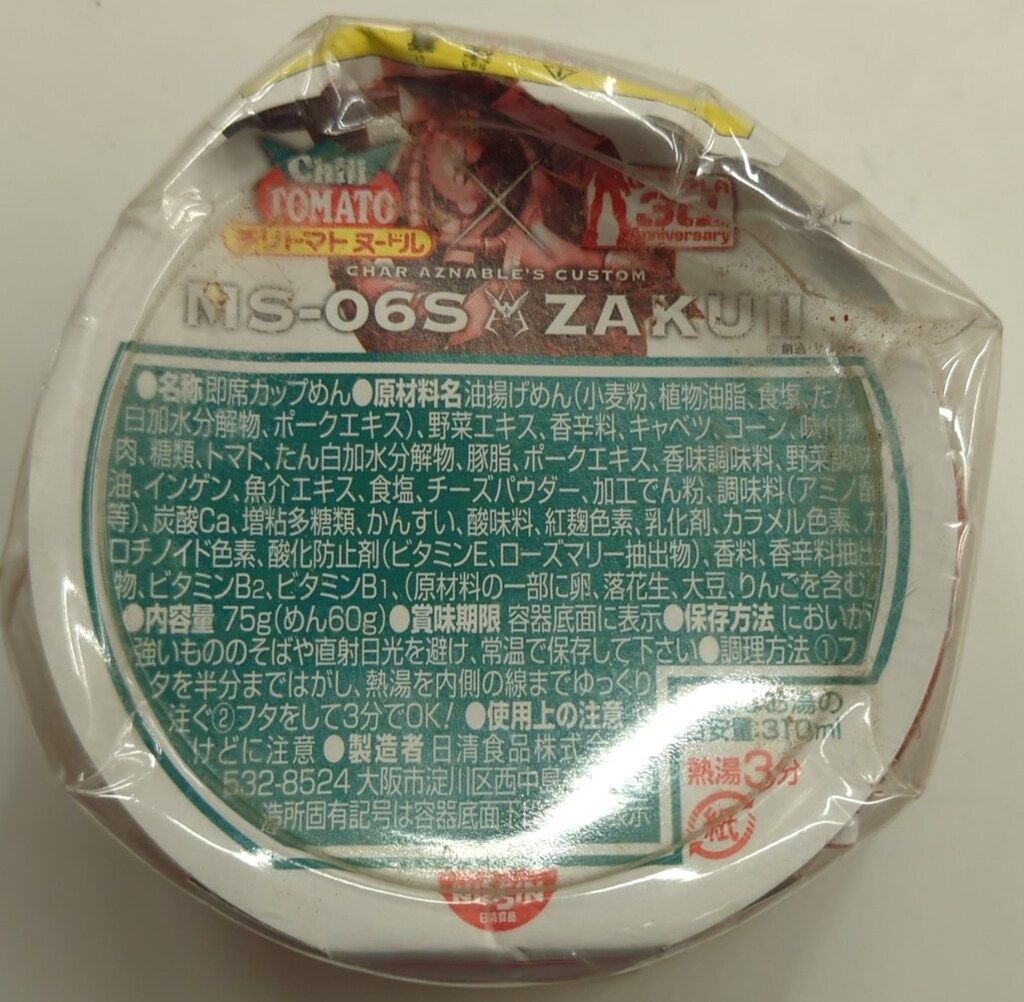 Chili
TOMATO
チリトマト ヌードル
30th
Anniversary
CHAR AZNABLE'S CUSTOM
MS-06S ZAKU II
©創通・サンライズ
●名称 即席カップめん●原材料名 油揚げめん(小麦粉、植物油脂、食塩、たん
白加水分解物、ポークエキス)、野菜エキス、香辛料、キャベツ、コーン、味付
肉、糖類、トマト、たん白加水分解物、豚脂、ポークエキス、香味調味料、野菜調味
油、インゲン、魚介エキス、食塩、チーズパウダー、加工でん粉、調味料(アミノ酸
等)、炭酸Ca、増粘多糖類、かんすい、酸味料、紅麹色素、乳化剤、カラメル色素、カ
ロチノイド色素、酸化防止剤(ビタミンE、ローズマリー抽出物)、香料、香辛料抽出
物、ビタミンB2、ビタミンB1、(原材料の一部に卵、落花生、大豆、りんごを含む)
●内容量 75g(めん60g)●賞味期限 容器底面に表示●保存方法 においが
強いもののそばや直射日光を避け、常温で保存して下さい●調理方法①フ
タを半分まではがし、熱湯を内側の線までゆっくり
注ぐ②フタをして3分でOK! ●使用上の注意
けどに注意 ●製造者 日清食品株式会
532-8524 大阪市淀川区西中島
造所固有記号は容器底面下
湯の
目安量:310ml
熱湯3分
紙
NISSIN
日清食品